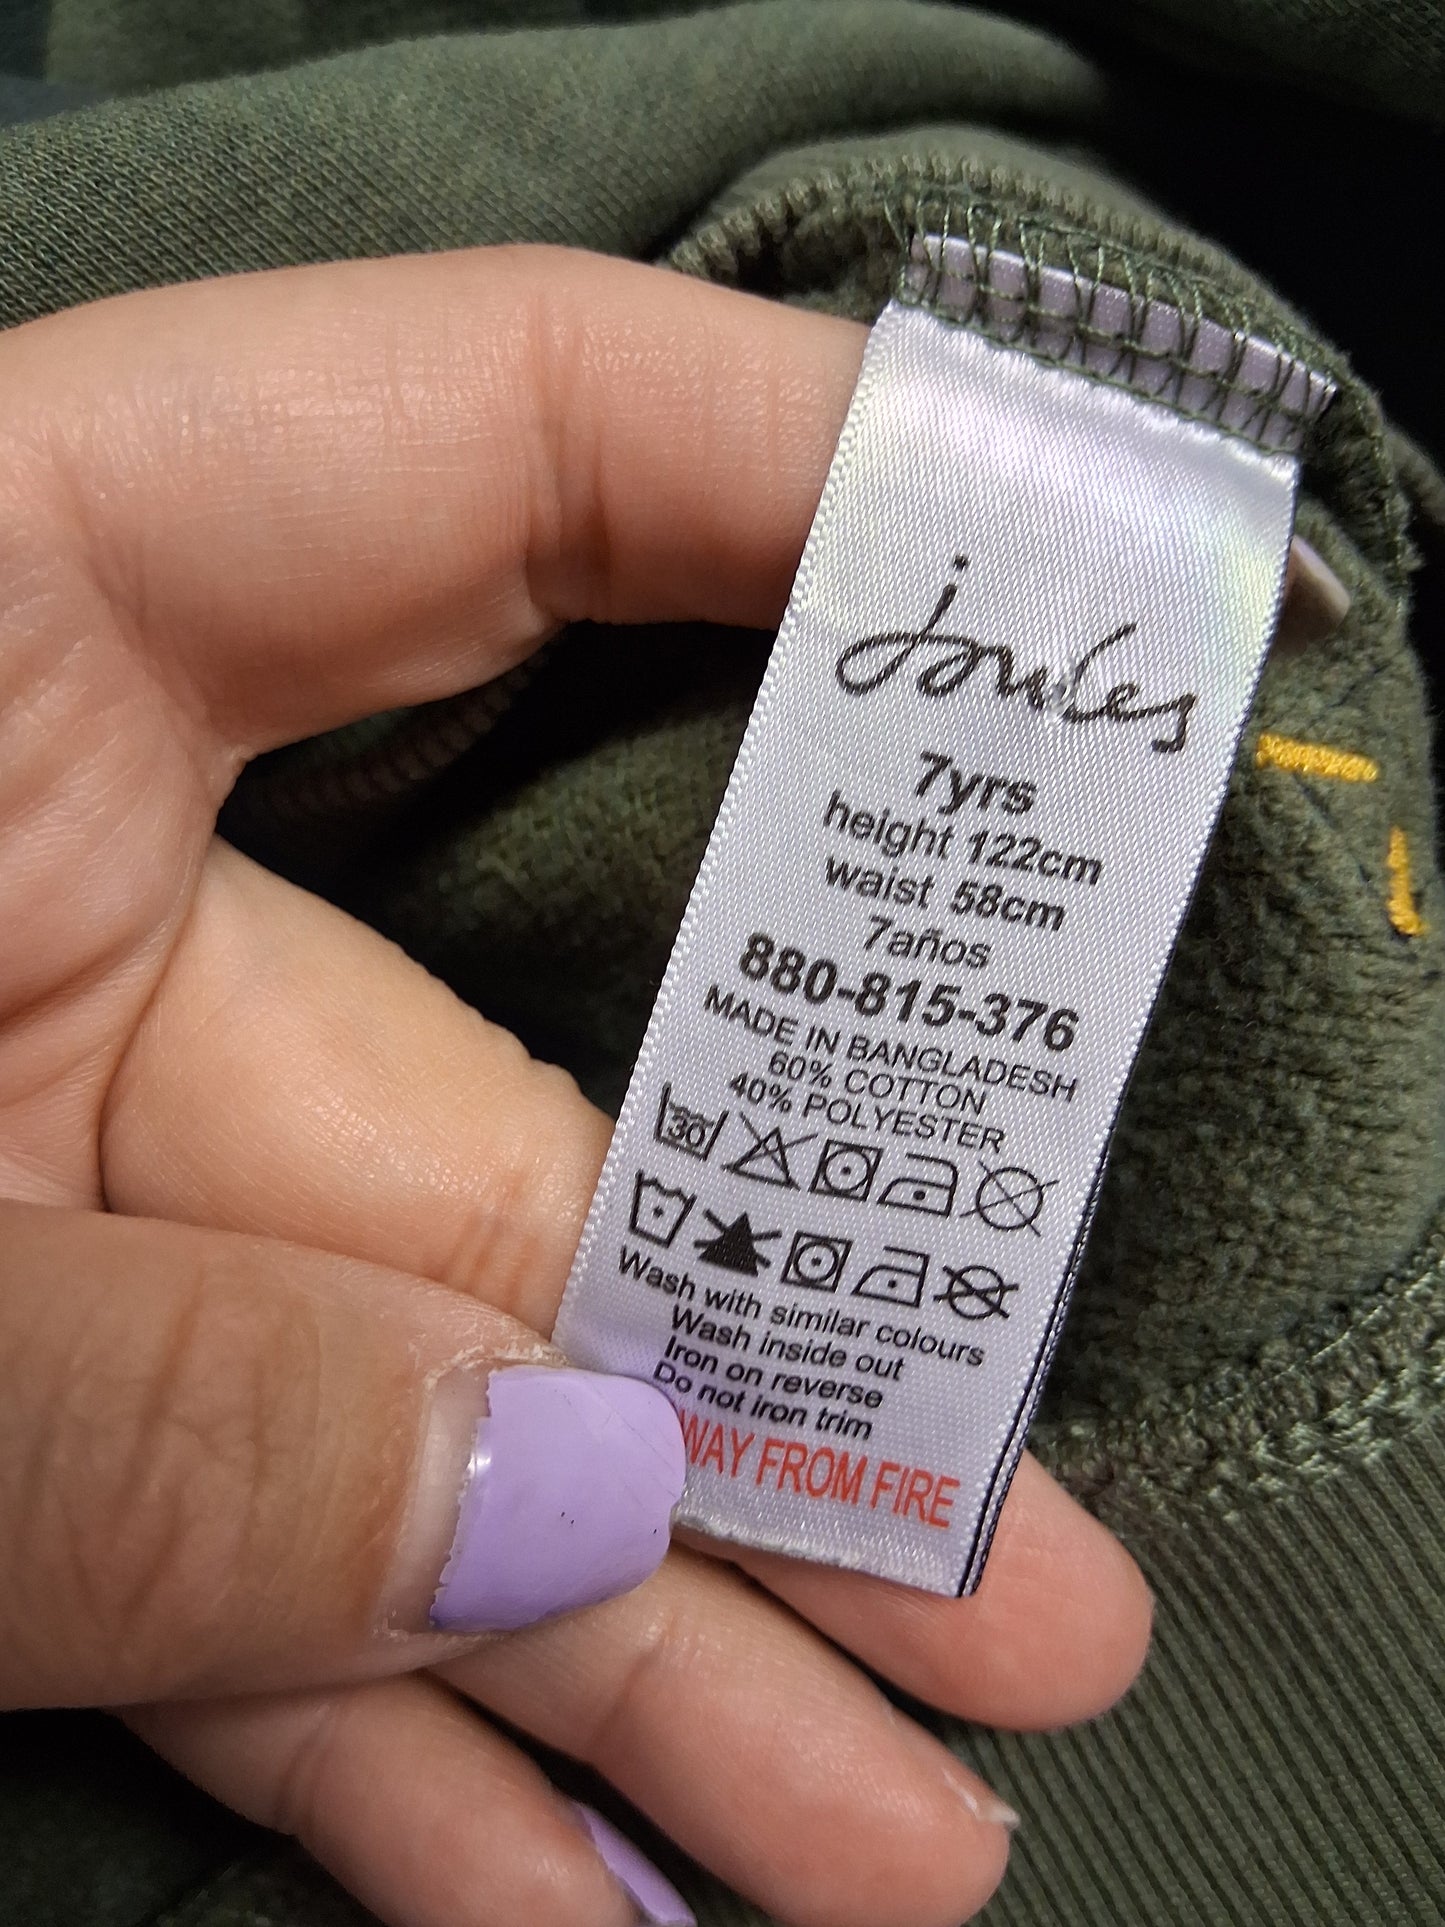 joules
7yrs
height 122cm
waist 58cm
7años
880-815-376
MADE IN BANGLADESH
60% COTTON
40% POLYESTER
30
Wash with similar colours
Wash inside out
Iron on reverse
Do not iron trim
WAY FROM FIRE